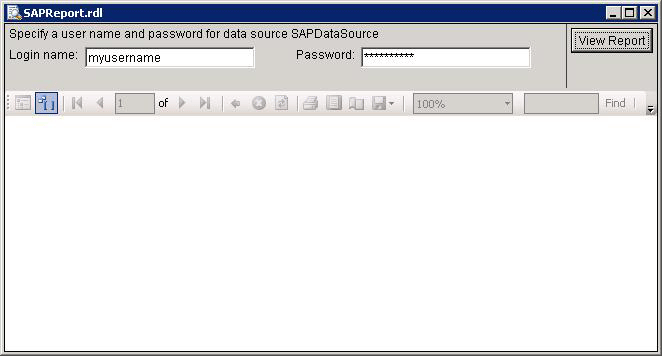 SAPReport.rdl
Specify a user name and password for data source SAPDataSource
Login name: myusername Password: ********** View Report
1 of 100% Find